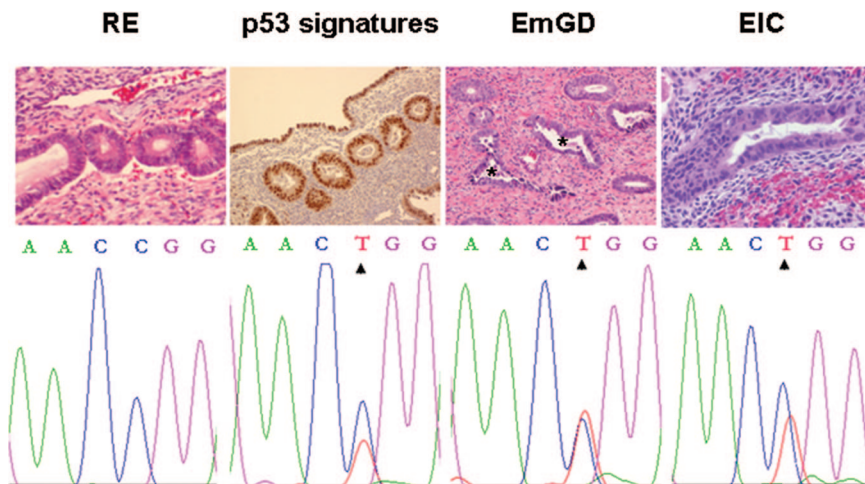 RE p53 signatures EmGD EIC
* *
A A C C G G A A C T G G A A C T G G A A C T G G